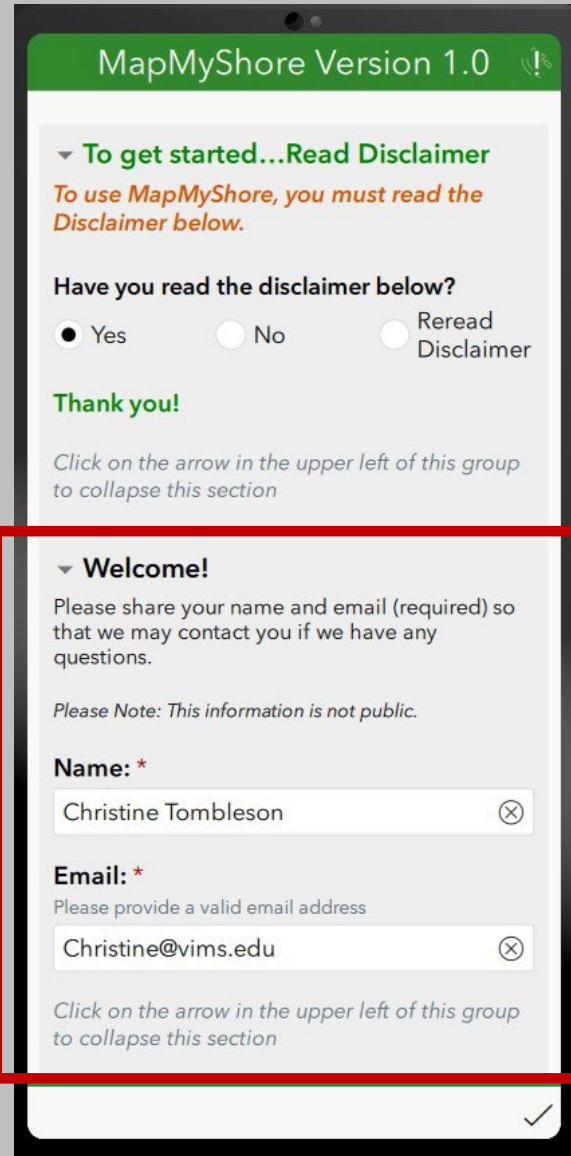 MapMyShore Version 1.0
To get started...Read Disclaimer
To use MapMyShore, you must read the
Disclaimer below.
Have you read the disclaimer below?
Yes
No
Reread
Disclaimer
Thank you!
Click on the arrow in the upper left of this group
to collapse this section
Welcome!
Please share your name and email (required) so
that we may contact you if we have any
questions.
Please Note: This information is not public.
Name: *
Christine Tombleson
Email: *
Please provide a valid email address
Christine@vims.edu
Click on the arrow in the upper left of this group
to collapse this section